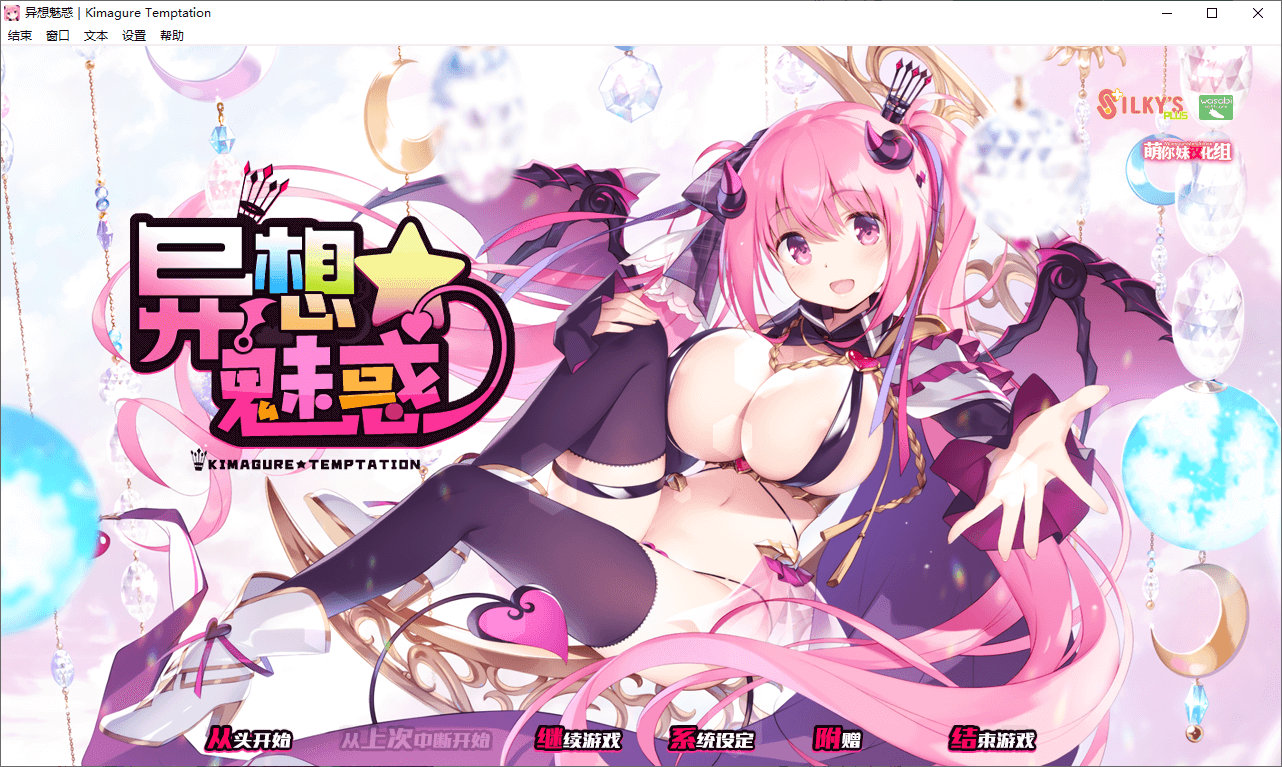 异想魅惑 | Kimagure Temptation
结束 窗口 文本 设置 帮助
SILKY'S PLUS
wasabi
萌你妹汉化组
异想★
魅惑
KIMAGURE★TEMPTATION
从头开始 从上次中断开始 继续游戏 系统设定 附赠 结束游戏